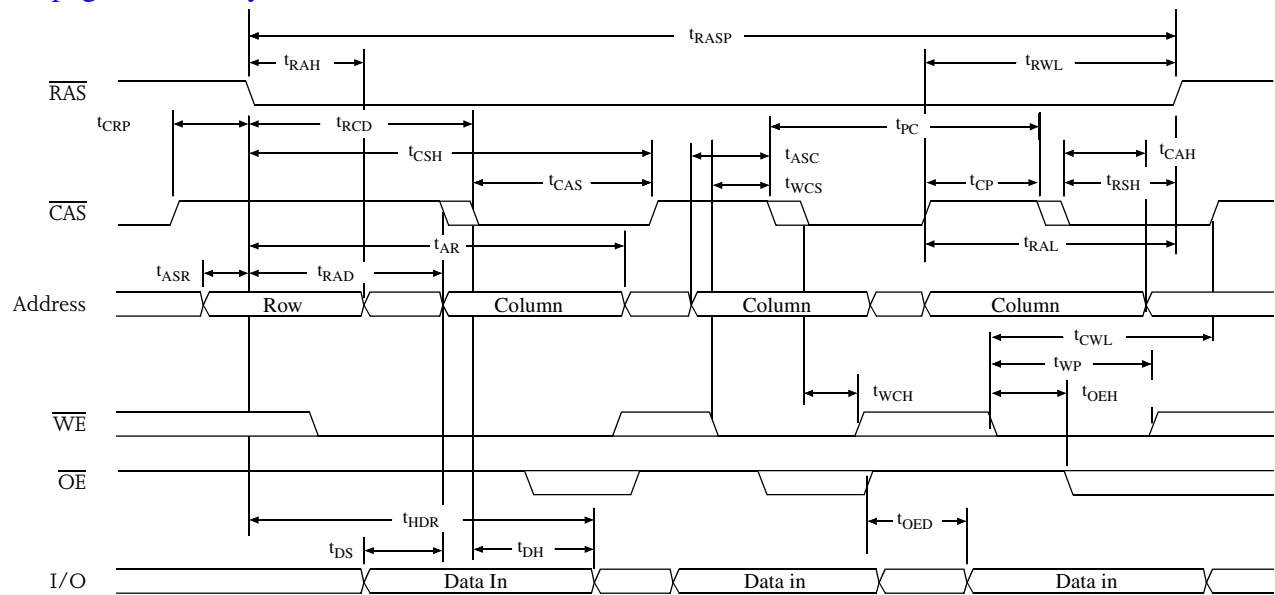 tRASP
tRAH
tRWL
RAS
tCRP
tRCD
tPC
tCSH
tASC
tCAH
tCAS
tWCS
tCP
tRSH
CAS
tAR
tRAL
tASR
tRAD
Address
Row
Column
Column
Column
tCWL
tWP
tWCH
tOEH
WE
OE
tHDR
tOED
tDS
tDH
I/O
Data In
Data in
Data in